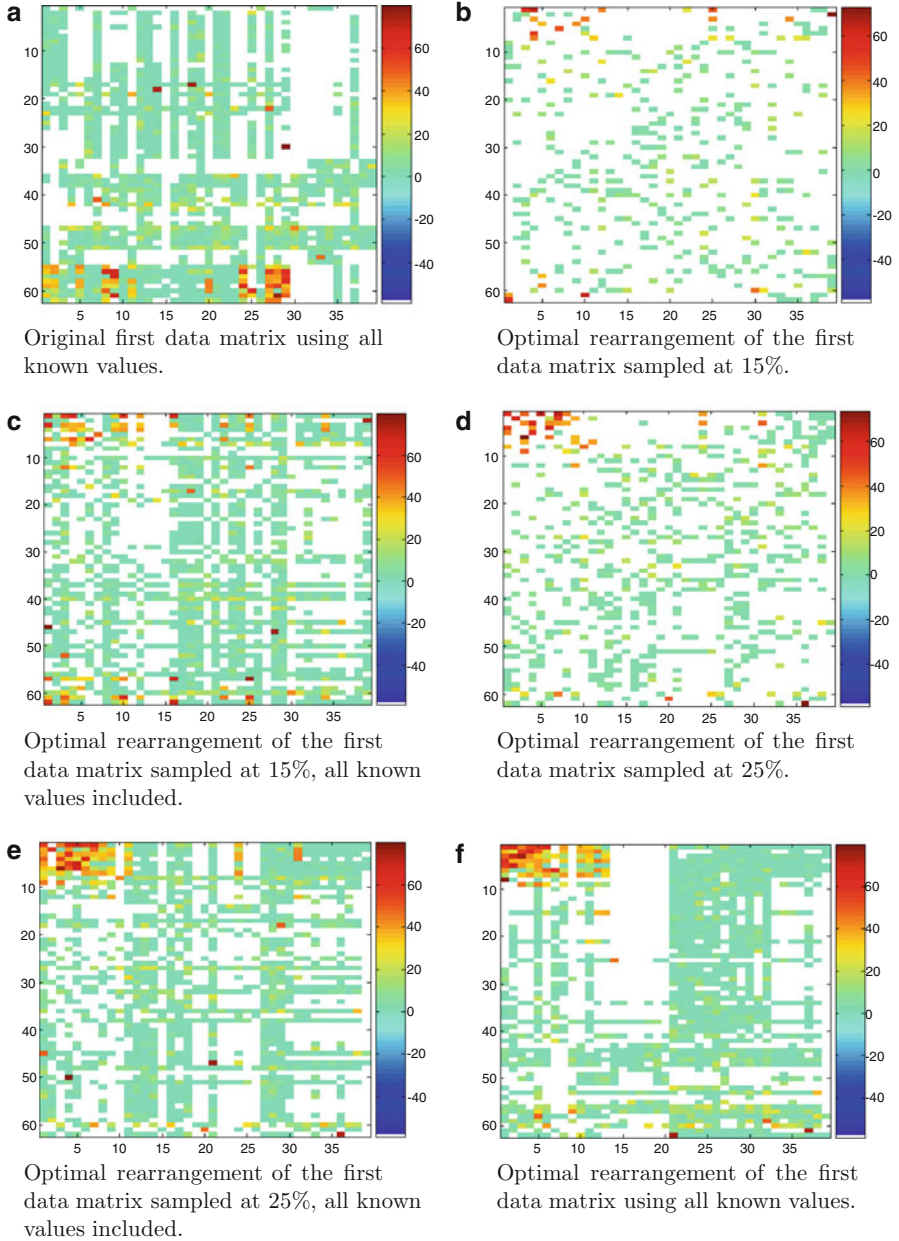 a
60
40
20
0
-20
-40
10
20
30
40
50
60
5 10 15 20 25 30 35
Original first data matrix using all
known values.
b
60
40
20
0
-20
-40
10
20
30
40
50
60
5 10 15 20 25 30 35
Optimal rearrangement of the first
data matrix sampled at 15%.
c
60
40
20
0
-20
-40
10
20
30
40
50
60
5 10 15 20 25 30 35
Optimal rearrangement of the first
data matrix sampled at 15%, all known
values included.
d
60
40
20
0
-20
-40
10
20
30
40
50
60
5 10 15 20 25 30 35
Optimal rearrangement of the first
data matrix sampled at 25%.
e
60
40
20
0
-20
-40
10
20
30
40
50
60
5 10 15 20 25 30 35
Optimal rearrangement of the first
data matrix sampled at 25%, all known
values included.
f
60
40
20
0
-20
-40
10
20
30
40
50
60
5 10 15 20 25 30 35
Optimal rearrangement of the first
data matrix using all known values.